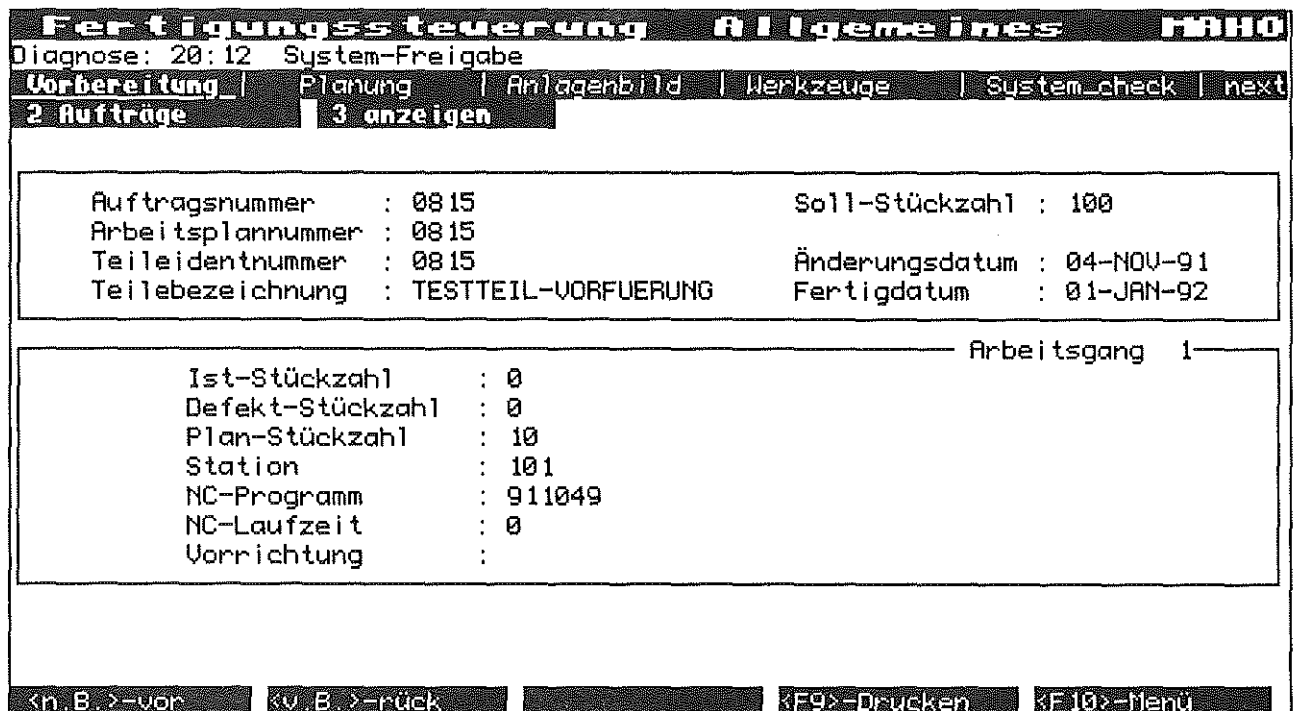 Fertigungssteuerung Allgemeines MAHO
Diagnose: 20:12 System-Freigabe
Vorbereitung_| Planung | Anlagenbild | Werkzeuge | System_check | next
2 Aufträge 3 anzeigen
Auftragsnummer : 0815 Soll-Stückzahl : 100
Arbeitsplannummer : 0815
Teileidentnummer : 0815 Änderungsdatum : 04-NOV-91
Teilebezeichnung : TESTTEIL-VORFUERUNG Fertigdatum : 01-JAN-92
Arbeitsgang 1
Ist-Stückzahl : 0
Defekt-Stückzahl : 0
Plan-Stückzahl : 10
Station : 101
NC-Programm : 911049
NC-Laufzeit : 0
Vorrichtung :
<n.B.>-vor <v.B.>-rück <F9>-Drucken <F10>-Menü